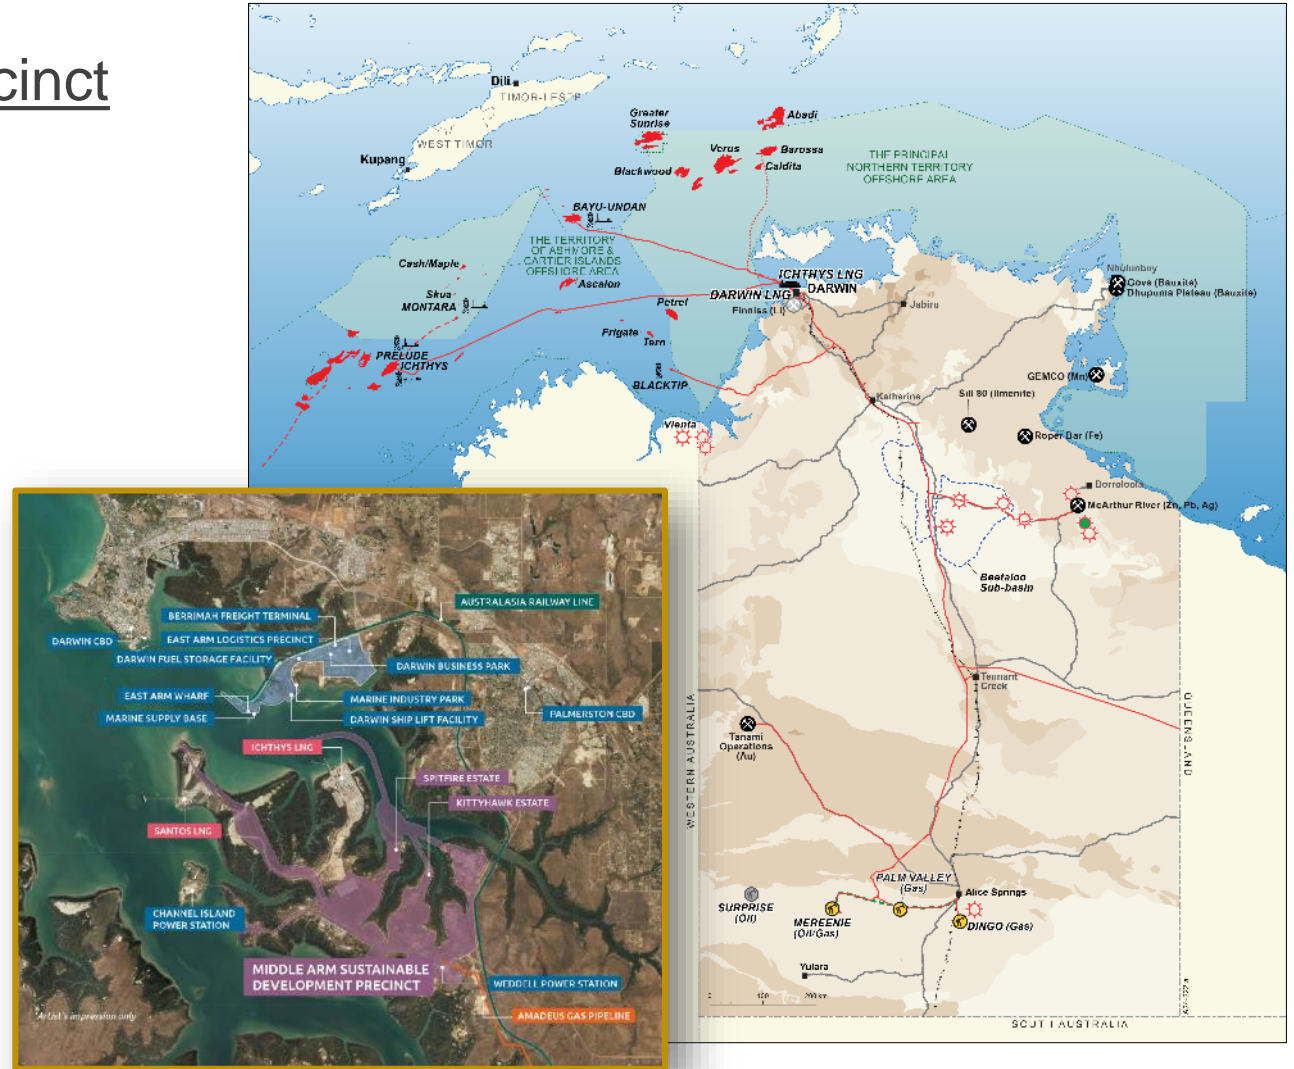 cinct
Dili
TIMOR-LESTE
WEST TIMOR
Kupang
Greater
Sunrise
Abadi
Verus
Barossa
Caldita
Blackwood
THE PRINCIPAL
NORTHERN TERRITORY
OFFSHORE AREA
BAYU-UNDAN
THE TERRITORY
OF ASHMORE &
CARTIER ISLANDS
OFFSHORE AREA
Cash/Maple
Ascalon
Skua
MONTARA
Petrel
Frigate
Tern
PRELUDE
ICHTHYS
BLACKTIP
ICHTHYS LNG
DARWIN LNG
DARWIN
Finniss (Li)
Jabiru
Nhulunbuy
Gove (Bauxite)
Dhupuma Plateau (Bauxite)
GEMCO (Mn)
Sill 80 (Ilmenite)
Katherine
Roper Bar (Fe)
Vienta
Borroloola
McArthur River (Zn, Pb, Ag)
Beetaloo
Sub-basin
Tennant
Creek
Tanami
Operations
(Au)
WESTERN AUSTRALIA
QUEENSLAND
PALM VALLEY
(Gas)
Alice Springs
SURPRISE
(Oil)
MEREENIE
(Oil/Gas)
DINGO (Gas)
Yulara
0 100 200 km
SOUTH AUSTRALIA
AUSTRALASIA RAILWAY LINE
BERRIMAH FREIGHT TERMINAL
DARWIN CBD
EAST ARM LOGISTICS PRECINCT
DARWIN FUEL STORAGE FACILITY
DARWIN BUSINESS PARK
EAST ARM WHARF
MARINE INDUSTRY PARK
MARINE SUPPLY BASE
DARWIN SHIP LIFT FACILITY
PALMERSTON CBD
ICHTHYS LNG
SPITFIRE ESTATE
KITTYHAWK ESTATE
SANTOS LNG
CHANNEL ISLAND
POWER STATION
MIDDLE ARM SUSTAINABLE
DEVELOPMENT PRECINCT
WEDDELL POWER STATION
AMADEUS GAS PIPELINE
*Artist's impression only